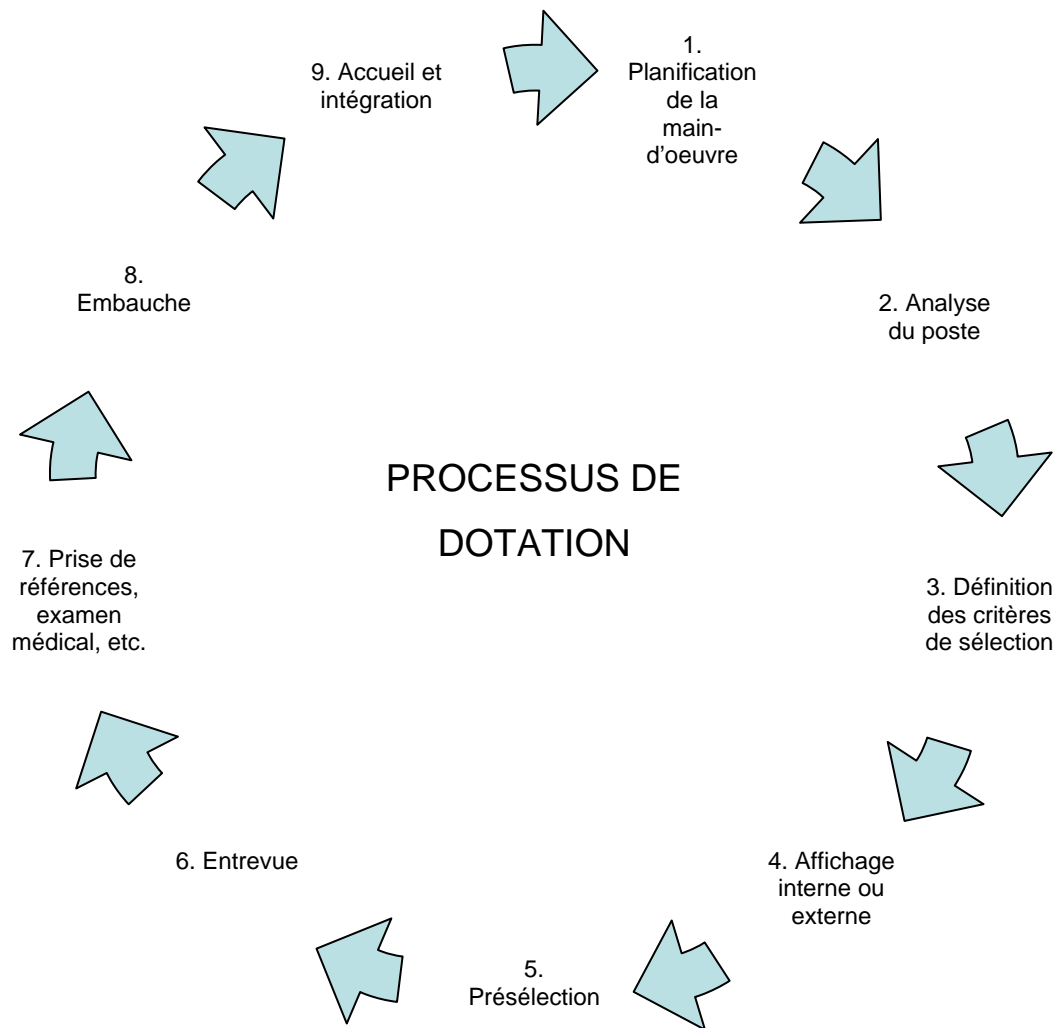 1.
Planification
de la
main-
d'oeuvre
2. Analyse
du poste
3. Définition
des critères
de sélection
4. Affichage
interne ou
externe
5.
Présélection
6. Entrevue
7. Prise de
références,
examen
médical, etc.
8.
Embauche
9. Accueil et
intégration
PROCESSUS DE
DOTATION